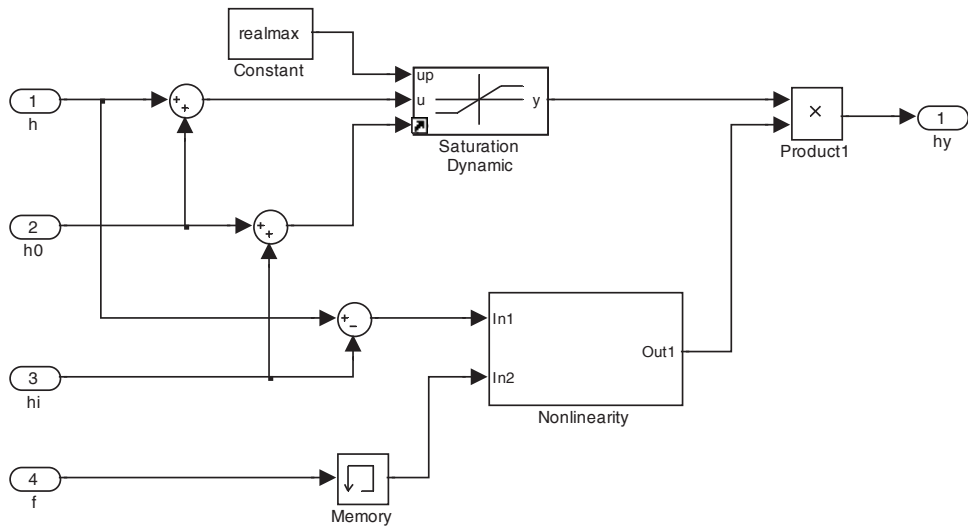 realmax
Constant
up
u
y
Saturation
Dynamic
1
h
+
+
×
Product1
1
hy
2
h0
+
+
+
−
In1
In2
Out1
Nonlinearity
3
hi
4
f
Memory